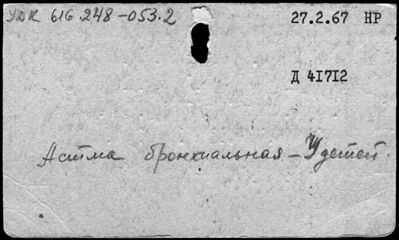 УДК 616.248-053.2
27.2.67 НР
Д 41712
Астма бронхиальная - У детей.